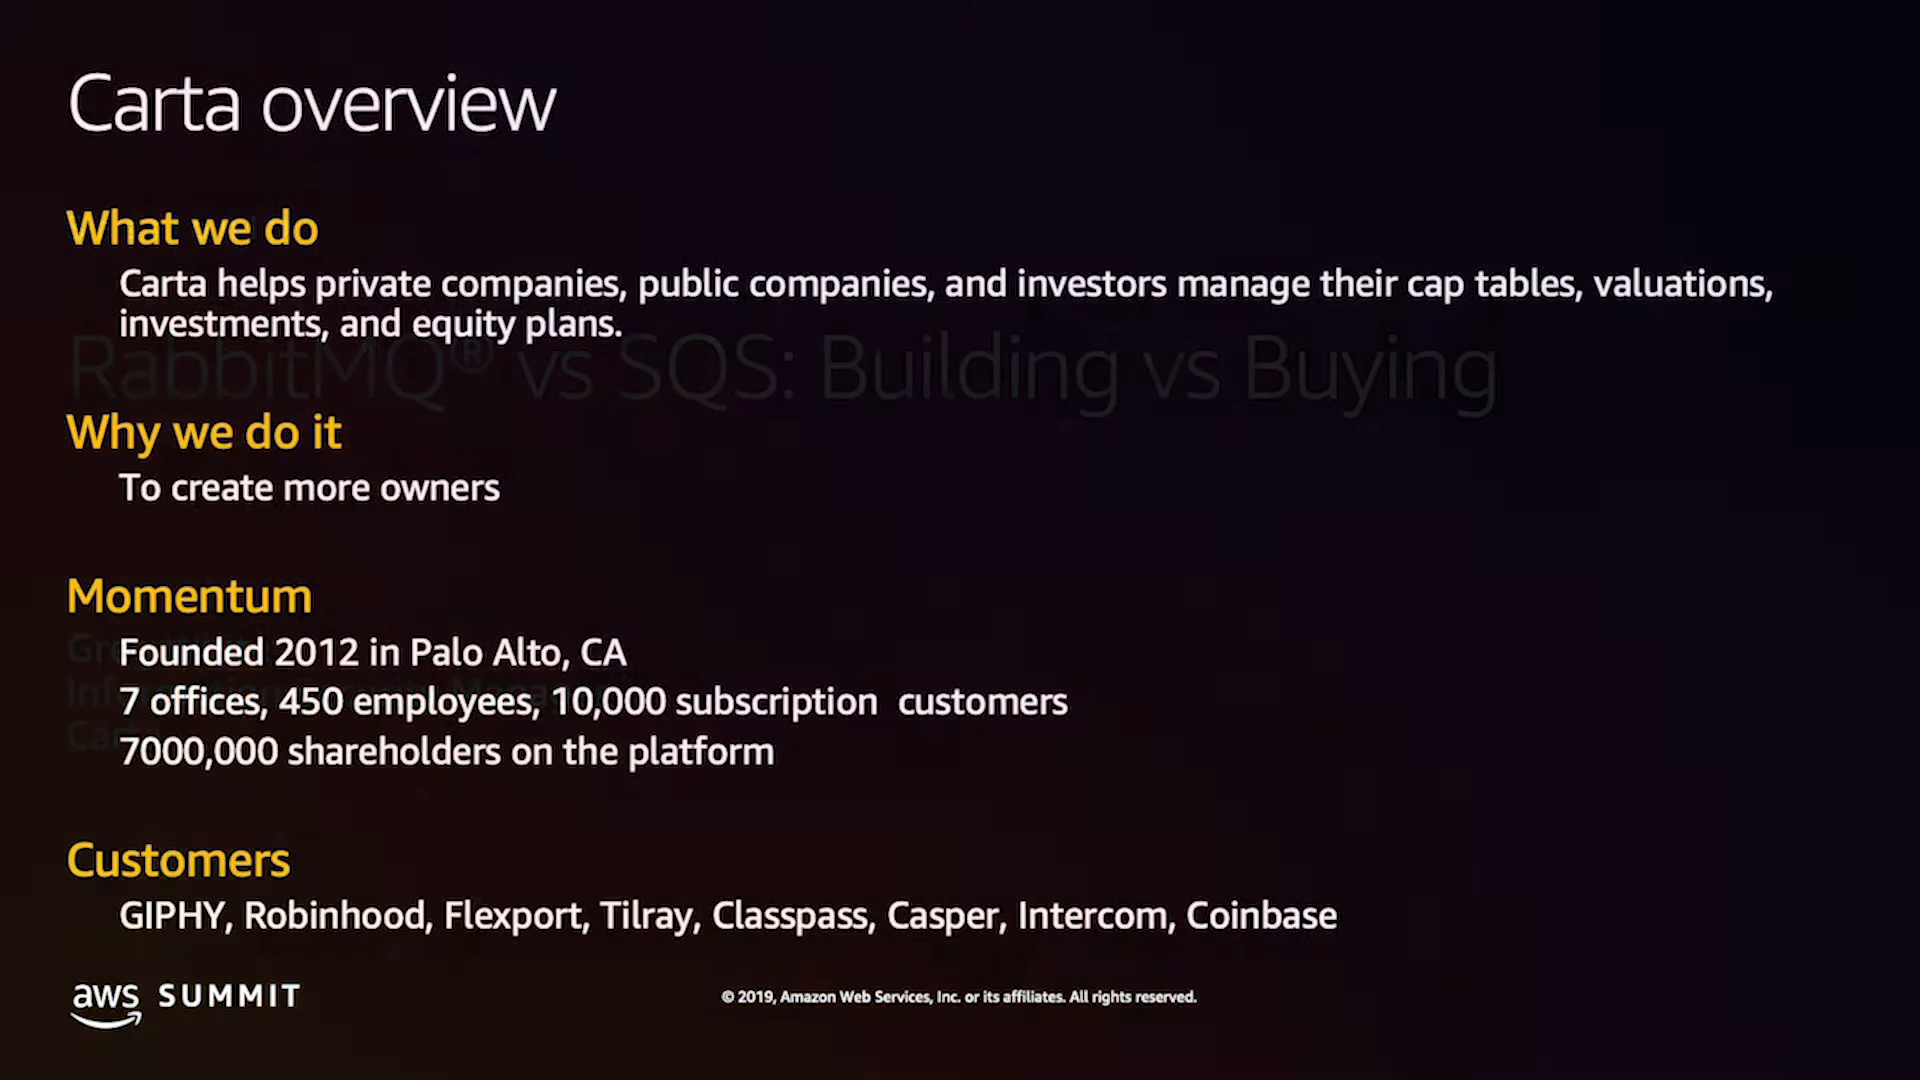 Carta overview
What we do
Carta helps private companies, public companies, and investors manage their cap tables, valuations,
investments, and equity plans.
RabbitMQ® vs SQS: Building vs Buying
Why we do it
To create more owners
Momentum
Founded 2012 in Palo Alto, CA
7 offices, 450 employees, 10,000 subscription  customers
7000,000 shareholders on the platform
Customers
GIPHY, Robinhood, Flexport, Tilray, Classpass, Casper, Intercom, Coinbase
aws SUMMIT
© 2019, Amazon Web Services, Inc. or its affiliates. All rights reserved.